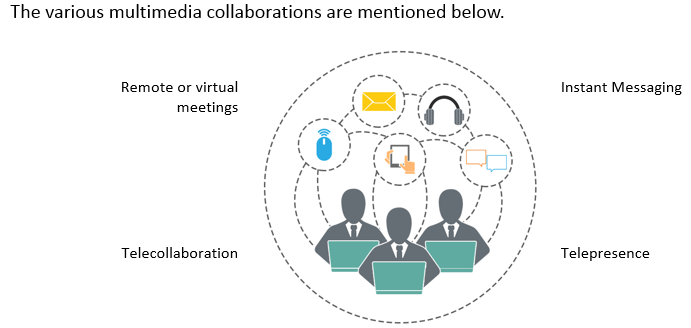 The various multimedia collaborations are mentioned below.
Remote or virtual
meetings
Instant Messaging
Telecollaboration
Telepresence